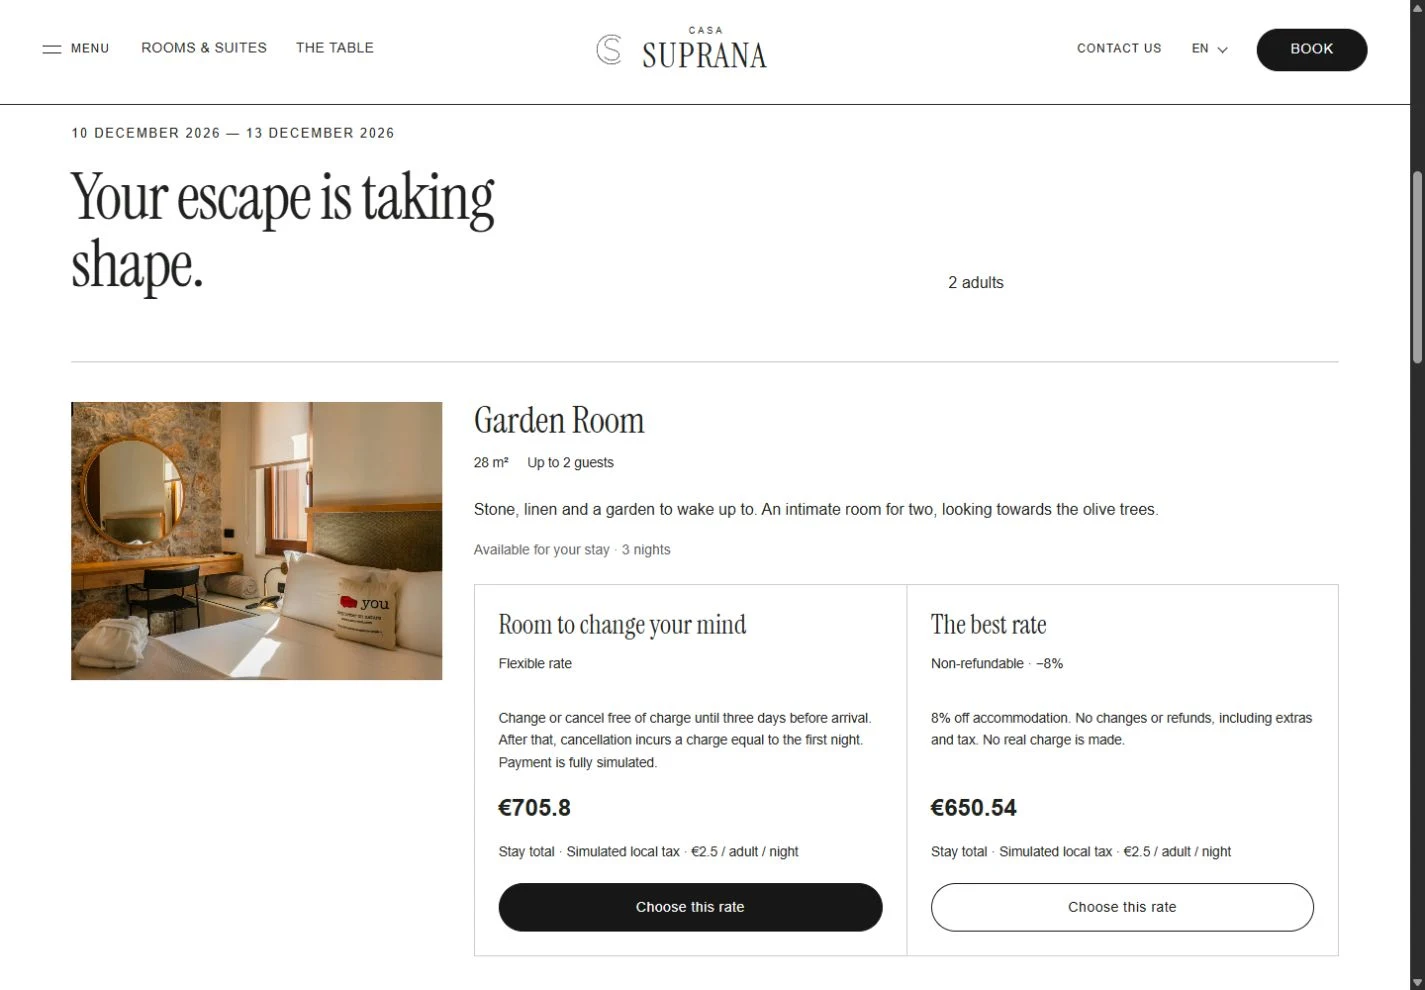 MENU
ROOMS & SUITES
THE TABLE
CASA
SUPRANA
CONTACT US
EN
BOOK
10 DECEMBER 2026 — 13 DECEMBER 2026
Your escape is taking
shape.
2 adults
you
Garden Room
28 m² Up to 2 guests
Stone, linen and a garden to wake up to. An intimate room for two, looking towards the olive trees.
Available for your stay · 3 nights
Room to change your mind
Flexible rate
Change or cancel free of charge until three days before arrival.
After that, cancellation incurs a charge equal to the first night.
Payment is fully simulated.
€705.8
Stay total · Simulated local tax · €2.5 / adult / night
Choose this rate
The best rate
Non-refundable · −8%
8% off accommodation. No changes or refunds, including extras
and tax. No real charge is made.
€650.54
Stay total · Simulated local tax · €2.5 / adult / night
Choose this rate